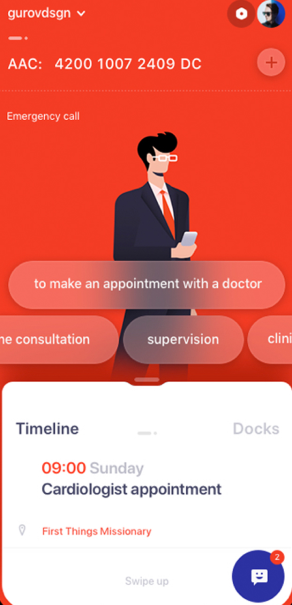 gurovdsgn
AAC: 4200 1007 2409 DC
Emergency call
to make an appointment with a doctor
ne consultation
supervision
clini
Timeline
Docks
09:00 Sunday
Cardiologist appointment
First Things Missionary
Swipe up
2